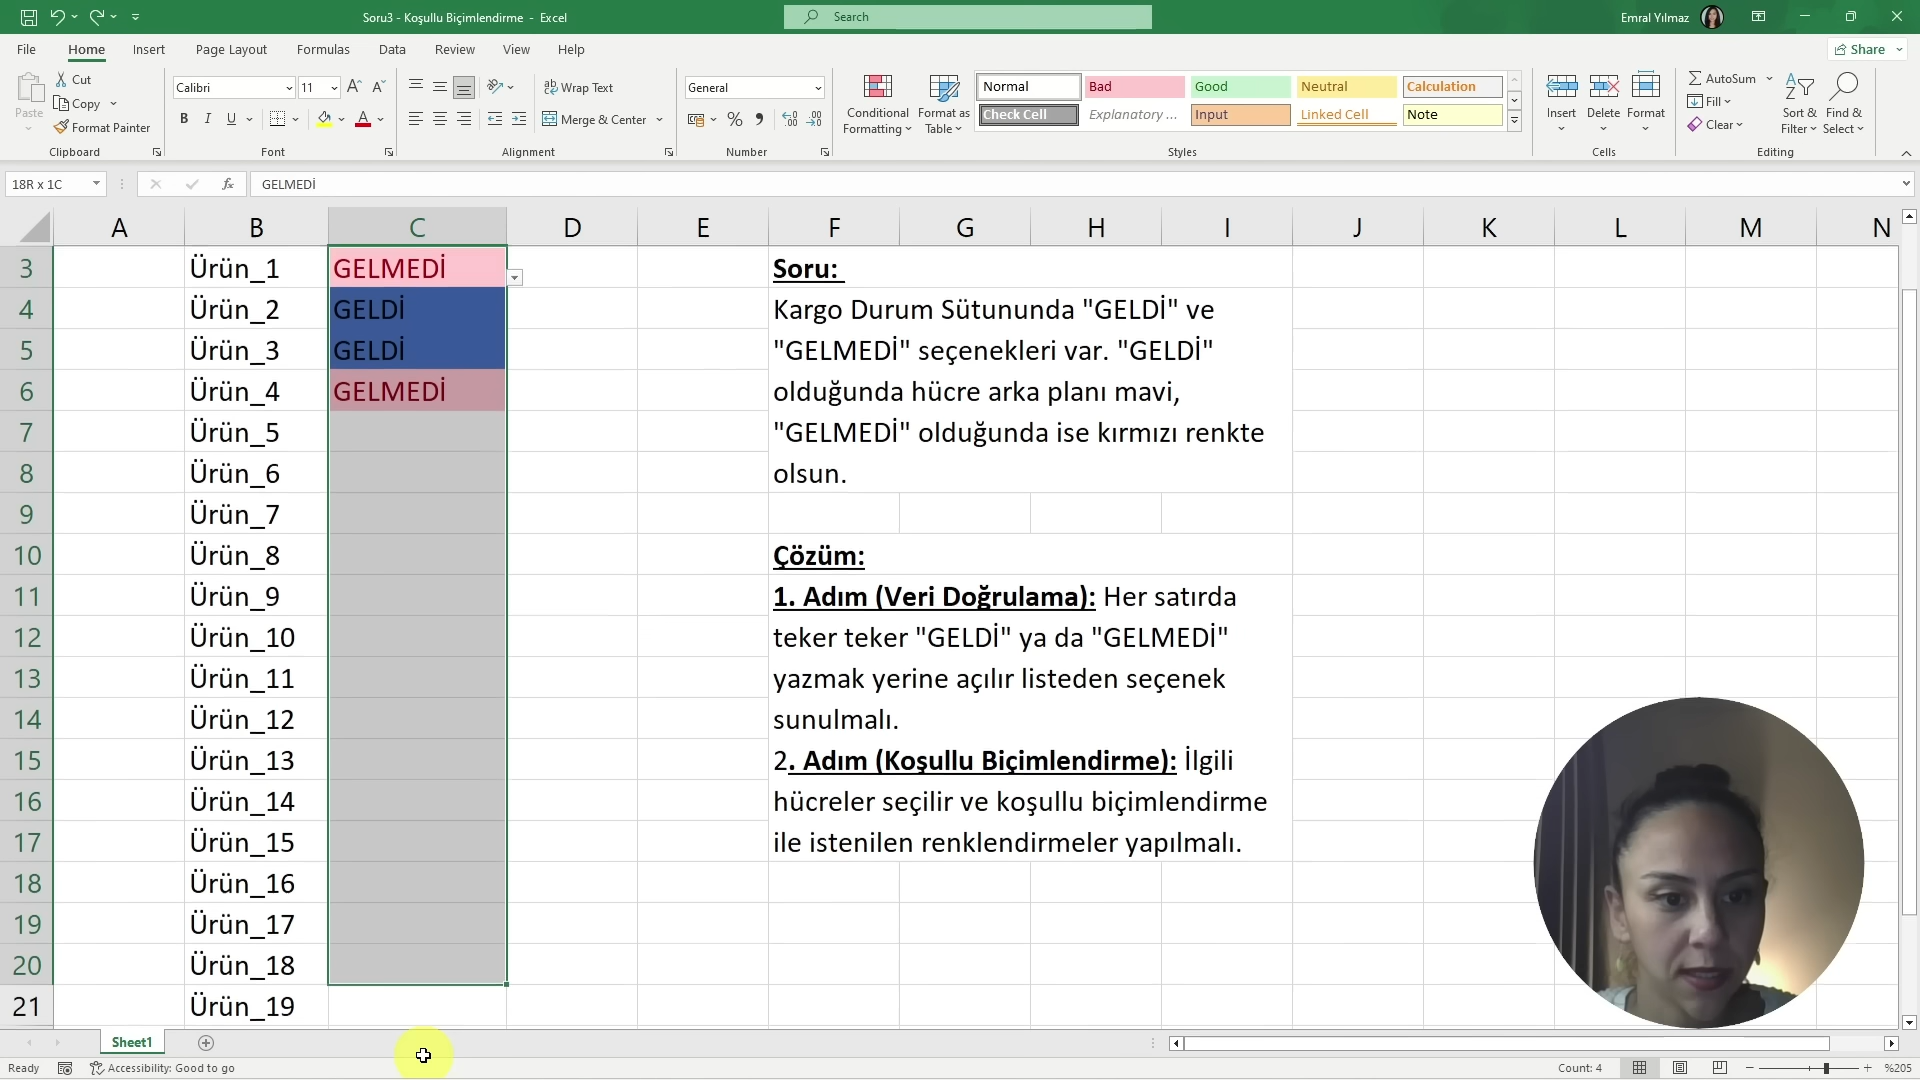 Soru3 - Koşullu Biçimlendirme - Excel
Search
Emral Yılmaz
File Home Insert Page Layout Formulas Data Review View Help
Share
Paste
Cut
Copy
Format Painter
Clipboard
Calibri 11
B I U
Font
Wrap Text
Merge & Center
Alignment
General
Number
Conditional Formatting
Format as Table
Normal Bad Good Neutral Calculation
Check Cell Explanatory ... Input Linked Cell Note
Styles
Insert Delete Format
Cells
AutoSum
Fill
Clear
Sort & Filter
Find & Select
Editing
18R x 1C
fx
GELMEDİ
A B C D E F G H I J K L M N
3 Ürün_1 GELMEDİ
4 Ürün_2 GELDİ
5 Ürün_3 GELDİ
6 Ürün_4 GELMEDİ
7 Ürün_5
8 Ürün_6
9 Ürün_7
10 Ürün_8
11 Ürün_9
12 Ürün_10
13 Ürün_11
14 Ürün_12
15 Ürün_13
16 Ürün_14
17 Ürün_15
18 Ürün_16
19 Ürün_17
20 Ürün_18
21 Ürün_19
Soru:
Kargo Durum Sütununda "GELDİ" ve
"GELMEDİ" seçenekleri var. "GELDİ"
olduğunda hücre arka planı mavi,
"GELMEDİ" olduğunda ise kırmızı renkte
olsun.
Çözüm:
1. Adım (Veri Doğrulama): Her satırda
teker teker "GELDİ" ya da "GELMEDİ"
yazmak yerine açılır listeden seçenek
sunulmalı.
2. Adım (Koşullu Biçimlendirme): İlgili
hücreler seçilir ve koşullu biçimlendirme
ile istenilen renklendirmeler yapılmalı.
Sheet1
Ready
Accessibility: Good to go
Count: 4
%205